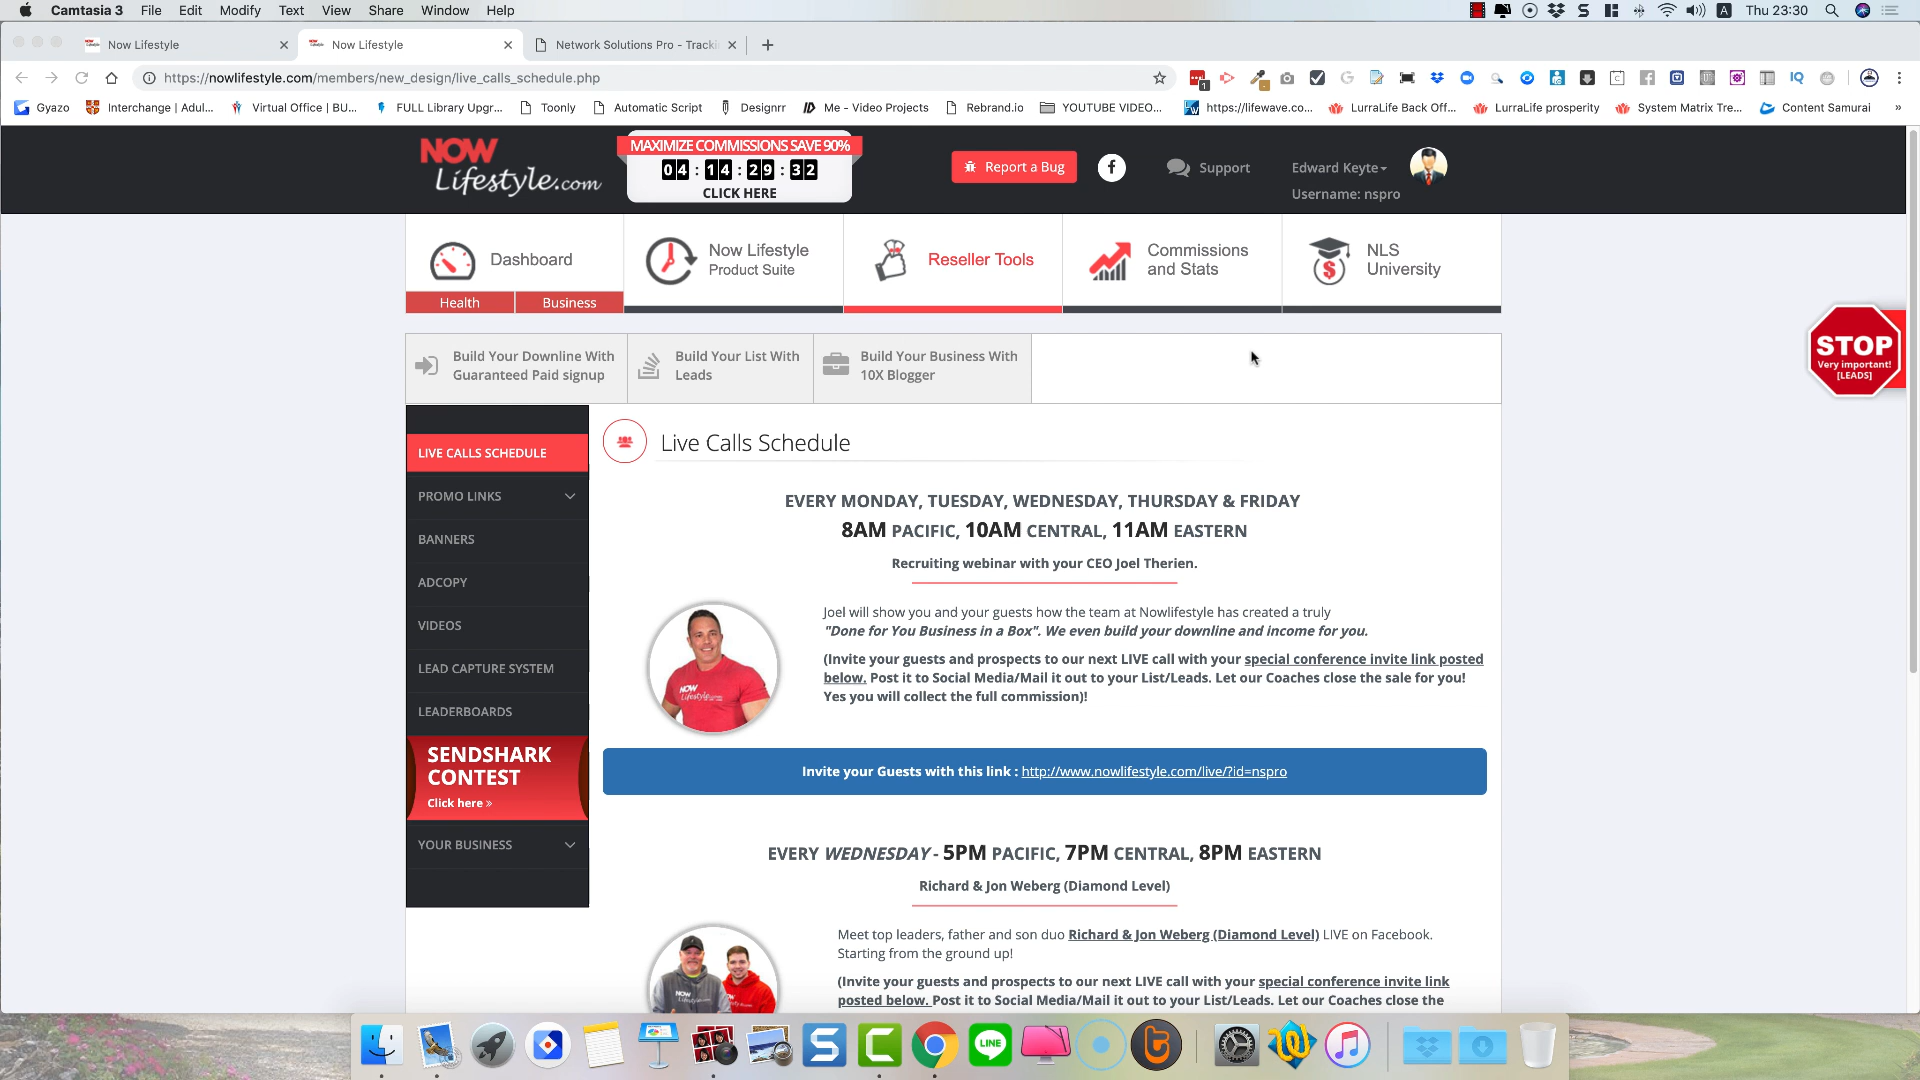 Camtasia 3 File Edit Modify Text View Share Window Help
A Thu 23:30
Now Lifestyle
Now Lifestyle
Network Solutions Pro - Tracki
https://nowlifestyle.com/members/new_design/live_calls_schedule.php
Gyazo
Interchange | Adul...
Virtual Office | BU...
FULL Library Upgr...
Toonly
Automatic Script
Designrr
Me - Video Projects
Rebrand.io
YOUTUBE VIDEO...
https://lifewave.co...
LurraLife Back Off...
LurraLife prosperity
System Matrix Tre...
Content Samurai
NOW
Lifestyle.com
MAXIMIZE COMMISSIONS SAVE 90%
04 : 14 : 29 : 32
CLICK HERE
Report a Bug
Support
Edward Keyte
Username: nspro
Dashboard
Health
Business
Now Lifestyle
Product Suite
Reseller Tools
Commissions
and Stats
NLS
University
Build Your Downline With
Guaranteed Paid signup
Build Your List With
Leads
Build Your Business With
10X Blogger
STOP
Very important!
[LEADS]
LIVE CALLS SCHEDULE
PROMO LINKS
BANNERS
ADCOPY
VIDEOS
LEAD CAPTURE SYSTEM
LEADERBOARDS
SENDSHARK
CONTEST
Click here »
YOUR BUSINESS
Live Calls Schedule
EVERY MONDAY, TUESDAY, WEDNESDAY, THURSDAY & FRIDAY
8AM PACIFIC, 10AM CENTRAL, 11AM EASTERN
Recruiting webinar with your CEO Joel Therien.
Joel will show you and your guests how the team at Nowlifestyle has created a truly
"Done for You Business in a Box". We even build your downline and income for you.
(Invite your guests and prospects to our next LIVE call with your special conference invite link posted
below. Post it to Social Media/Mail it out to your List/Leads. Let our Coaches close the sale for you!
Yes you will collect the full commission)!
Invite your Guests with this link : http://www.nowlifestyle.com/live/?id=nspro
EVERY WEDNESDAY - 5PM PACIFIC, 7PM CENTRAL, 8PM EASTERN
Richard & Jon Weberg (Diamond Level)
Meet top leaders, father and son duo Richard & Jon Weberg (Diamond Level) LIVE on Facebook.
Starting from the ground up!
(Invite your guests and prospects to our next LIVE call with your special conference invite link
posted below. Post it to Social Media/Mail it out to your List/Leads. Let our Coaches close the
LINE